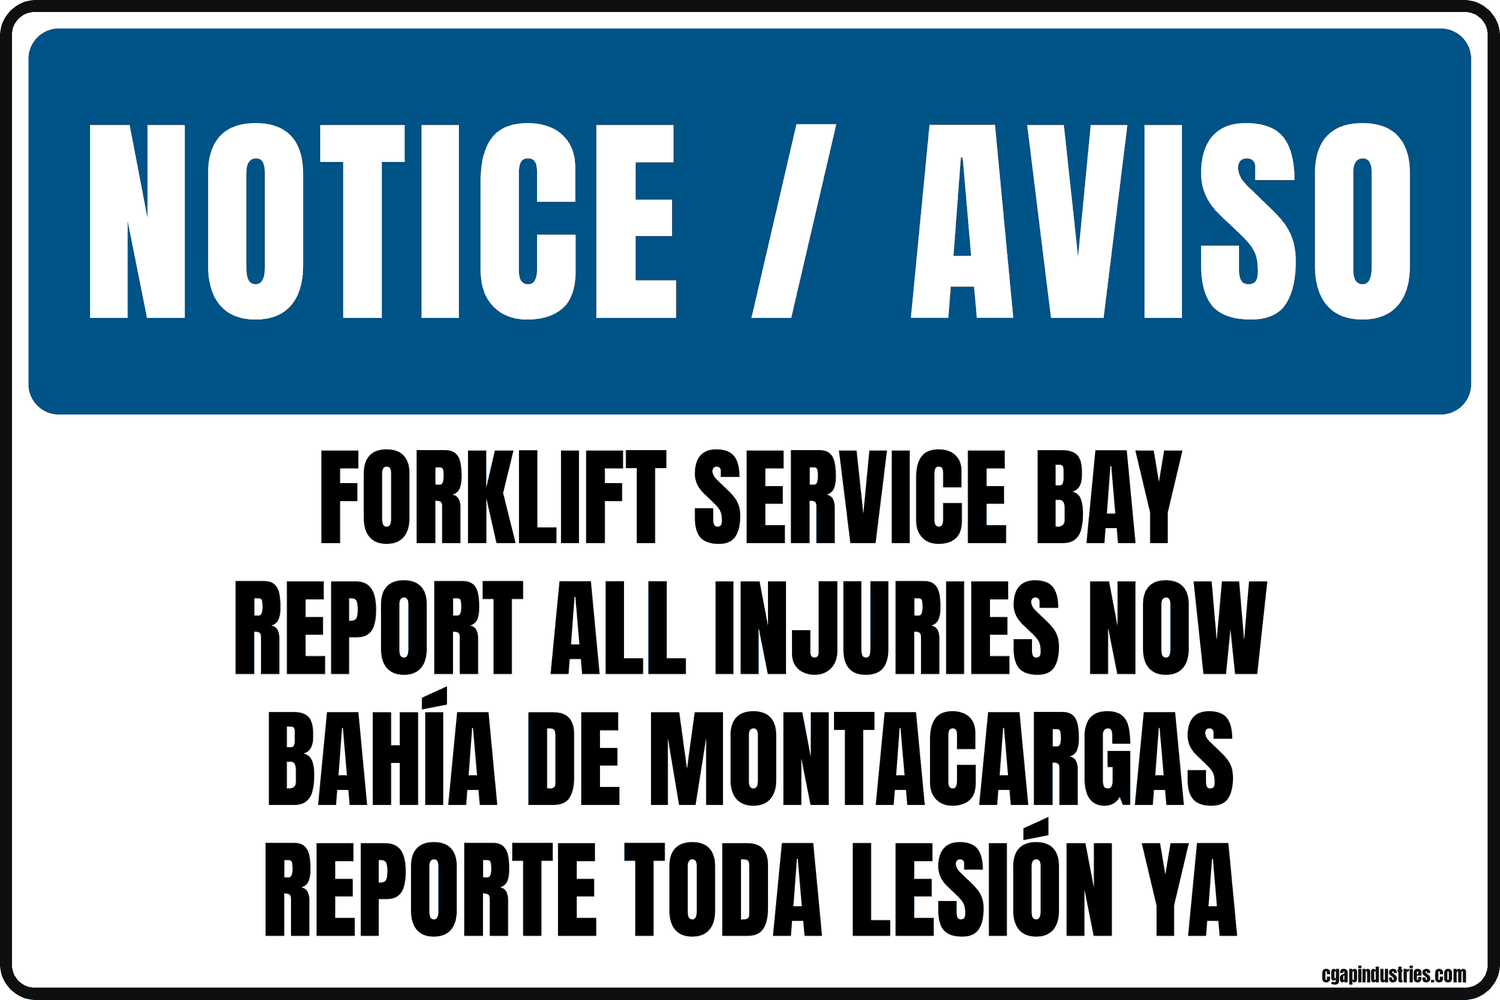 NOTICE / AVISO
FORKLIFT SERVICE BAY
REPORT ALL INJURIES NOW
BAHÍA DE MONTACARGAS
REPORTE TODA LESIÓN YA
cgapindustries.com